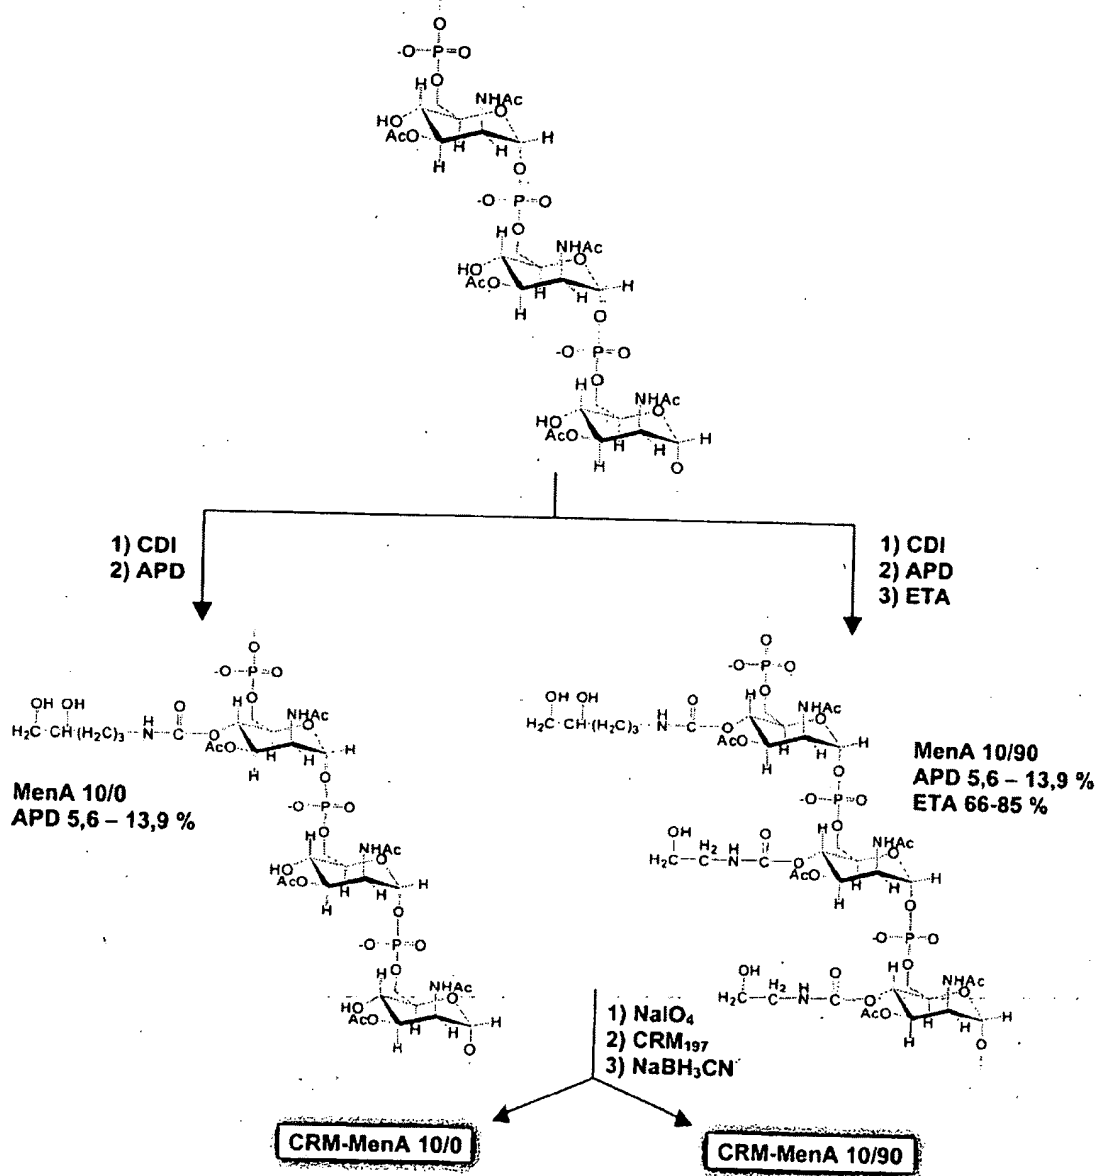 O
-O-P=O
O
H
NHAc
O
HO
AcO
H
H
H
H
O
-O-P=O
O
H
NHAc
O
HO
AcO
H
H
H
H
O
-O-P=O
O
H
NHAc
O
HO
AcO
H
H
H
H
O
1) CDI
2) APD
1) CDI
2) APD
3) ETA
O
-O-P=O
O
OH OH
H₂C-CH(H₂C)₃-N-C-O
H
O
H
NHAc
O
AcO
H
H
H
H
MenA 10/0
APD 5,6 – 13,9 %
O
-O-P=O
O
H
NHAc
O
HO
AcO
H
H
H
H
O
-O-P=O
O
H
NHAc
O
HO
AcO
H
H
H
H
O
O
-O-P=O
O
OH OH
H₂C-CH(H₂C)₃-N-C-O
H
O
H
NHAc
O
AcO
H
H
H
H
MenA 10/90
APD 5,6 – 13,9 %
ETA 66-85 %
O
-O-P=O
O
OH
H₂C-C-N-C-O
H₂
H
O
H
NHAc
O
AcO
H
H
H
H
O
-O-P=O
O
OH
H₂C-C-N-C-O
H₂
H
O
H
NHAc
O
AcO
H
H
H
H
O
1) NaIO₄
2) CRM₁₉₇
3) NaBH₃CN
CRM-MenA 10/0
CRM-MenA 10/90